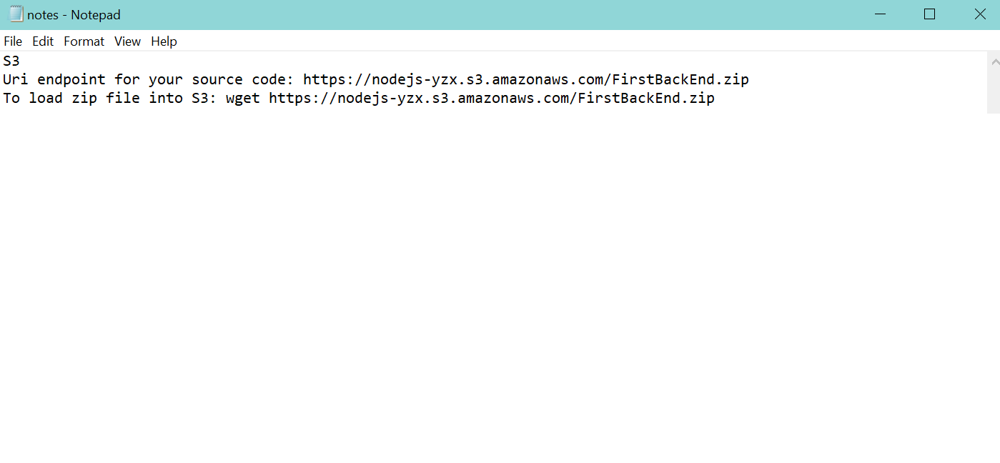 notes - Notepad
File Edit Format View Help
S3
Uri endpoint for your source code: https://nodejs-yzx.s3.amazonaws.com/FirstBackEnd.zip
To load zip file into S3: wget https://nodejs-yzx.s3.amazonaws.com/FirstBackEnd.zip